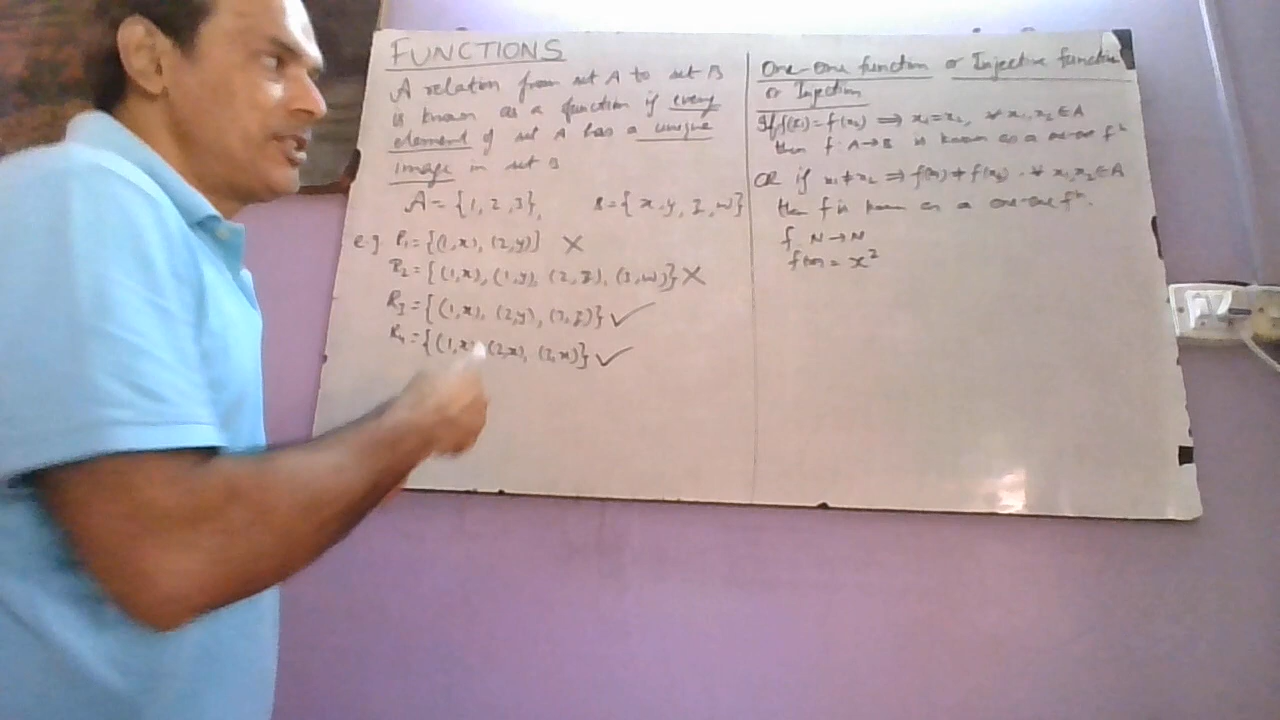 FUNCTIONS
A relation from set A to set B
is known as a function if every
element of set A has a unique
image in set B
A = {1, 2, 3}, B = {x, y, z, w}
e.g R₁ = {(1,x), (2,y)} ✗
R₂ = {(1,x), (1,y), (2,z), (3,w)} ✗
R₃ = {(1,x), (2,y), (3,z)} ✓
R₄ = {(1,x), (2,x), (3,x)} ✓
One-One function or Injective function
or Injection
If f(x₁) = f(x₂) ⇒ x₁ = x₂, ∀ x₁, x₂ ∈ A
then f: A→B is known as a one-one fⁿ
OR if x₁ ≠ x₂ ⇒ f(x₁) ≠ f(x₂) ∀ x₁, x₂ ∈ A
then f is known as a one-one fⁿ.
f N→N
f(x) = x²